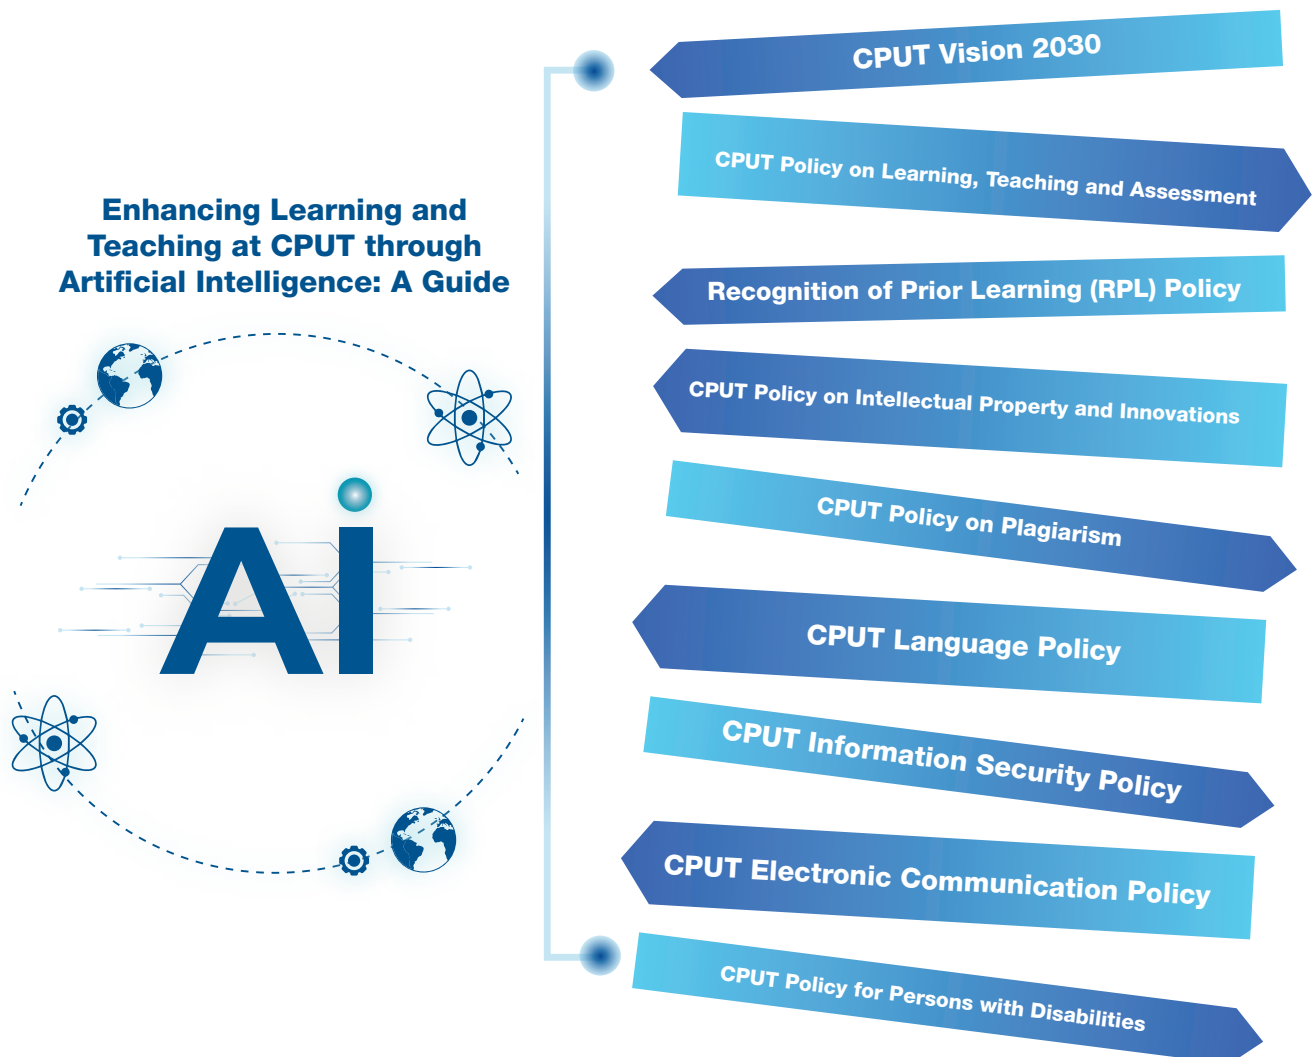 Enhancing Learning and
Teaching at CPUT through
Artificial Intelligence: A Guide
AI
CPUT Vision 2030
CPUT Policy on Learning, Teaching and Assessment
Recognition of Prior Learning (RPL) Policy
CPUT Policy on Intellectual Property and Innovations
CPUT Policy on Plagiarism
CPUT Language Policy
CPUT Information Security Policy
CPUT Electronic Communication Policy
CPUT Policy for Persons with Disabilities